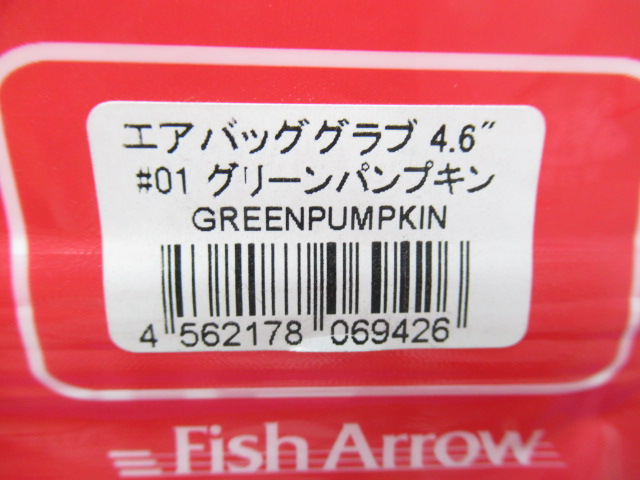 エアバッググラブ 4.6″
#01 グリーンパンプキン
GREENPUMPKIN
4 562178 069426
Fish Arrow